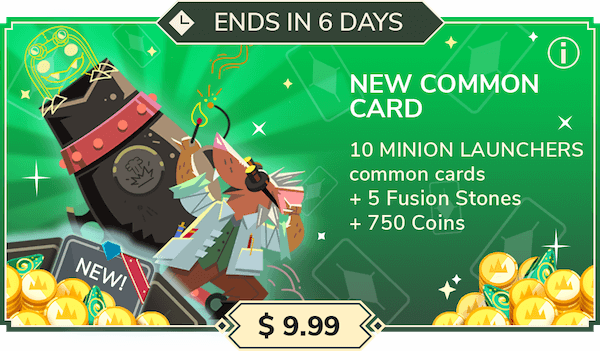 ENDS IN 6 DAYS
NEW COMMON
CARD
10 MINION LAUNCHERS
common cards
+ 5 Fusion Stones
+ 750 Coins
NEW!
$ 9.99